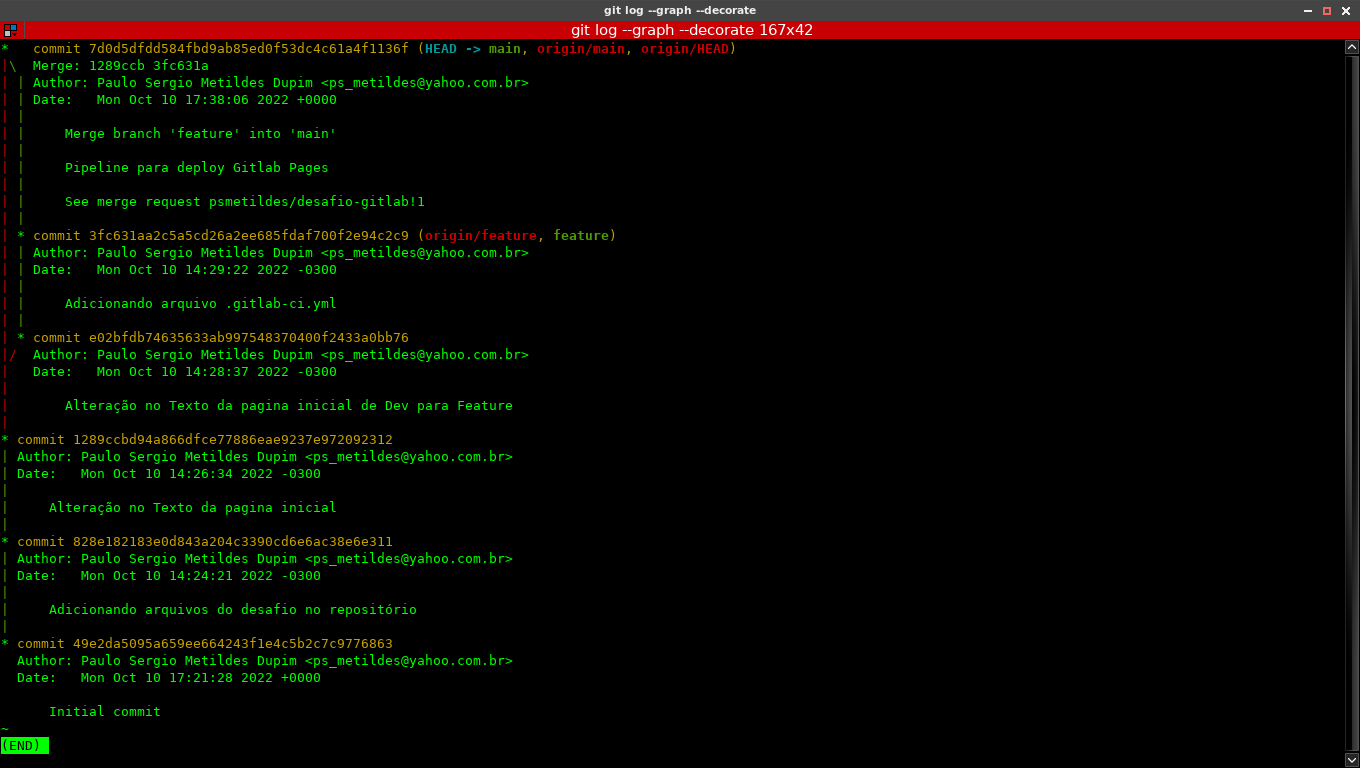 git log --graph --decorate
git log --graph --decorate 167x42
*   commit 7d0d5dfdd584fbd9ab85ed0f53dc4c61a4f1136f (HEAD -> main, origin/main, origin/HEAD)
|\  Merge: 1289ccb 3fc631a
| | Author: Paulo Sergio Metildes Dupim <ps_metildes@yahoo.com.br>
| | Date:   Mon Oct 10 17:38:06 2022 +0000
| |
| |     Merge branch 'feature' into 'main'
| |
| |     Pipeline para deploy Gitlab Pages
| |
| |     See merge request psmetildes/desafio-gitlab!1
| |
| * commit 3fc631aa2c5a5cd26a2ee685fdaf700f2e94c2c9 (origin/feature, feature)
| | Author: Paulo Sergio Metildes Dupim <ps_metildes@yahoo.com.br>
| | Date:   Mon Oct 10 14:29:22 2022 -0300
| |
| |     Adicionando arquivo .gitlab-ci.yml
| |
| * commit e02bfdb74635633ab997548370400f2433a0bb76
|/  Author: Paulo Sergio Metildes Dupim <ps_metildes@yahoo.com.br>
|   Date:   Mon Oct 10 14:28:37 2022 -0300
|
|       Alteração no Texto da pagina inicial de Dev para Feature
|
* commit 1289ccbd94a866dfce77886eae9237e972092312
| Author: Paulo Sergio Metildes Dupim <ps_metildes@yahoo.com.br>
| Date:   Mon Oct 10 14:26:34 2022 -0300
|
|     Alteração no Texto da pagina inicial
|
* commit 828e182183e0d843a204c3390cd6e6ac38e6e311
| Author: Paulo Sergio Metildes Dupim <ps_metildes@yahoo.com.br>
| Date:   Mon Oct 10 14:24:21 2022 -0300
|
|     Adicionando arquivos do desafio no repositório
|
* commit 49e2da5095a659ee664243f1e4c5b2c7c9776863
  Author: Paulo Sergio Metildes Dupim <ps_metildes@yahoo.com.br>
  Date:   Mon Oct 10 17:21:28 2022 +0000

      Initial commit
~
(END)